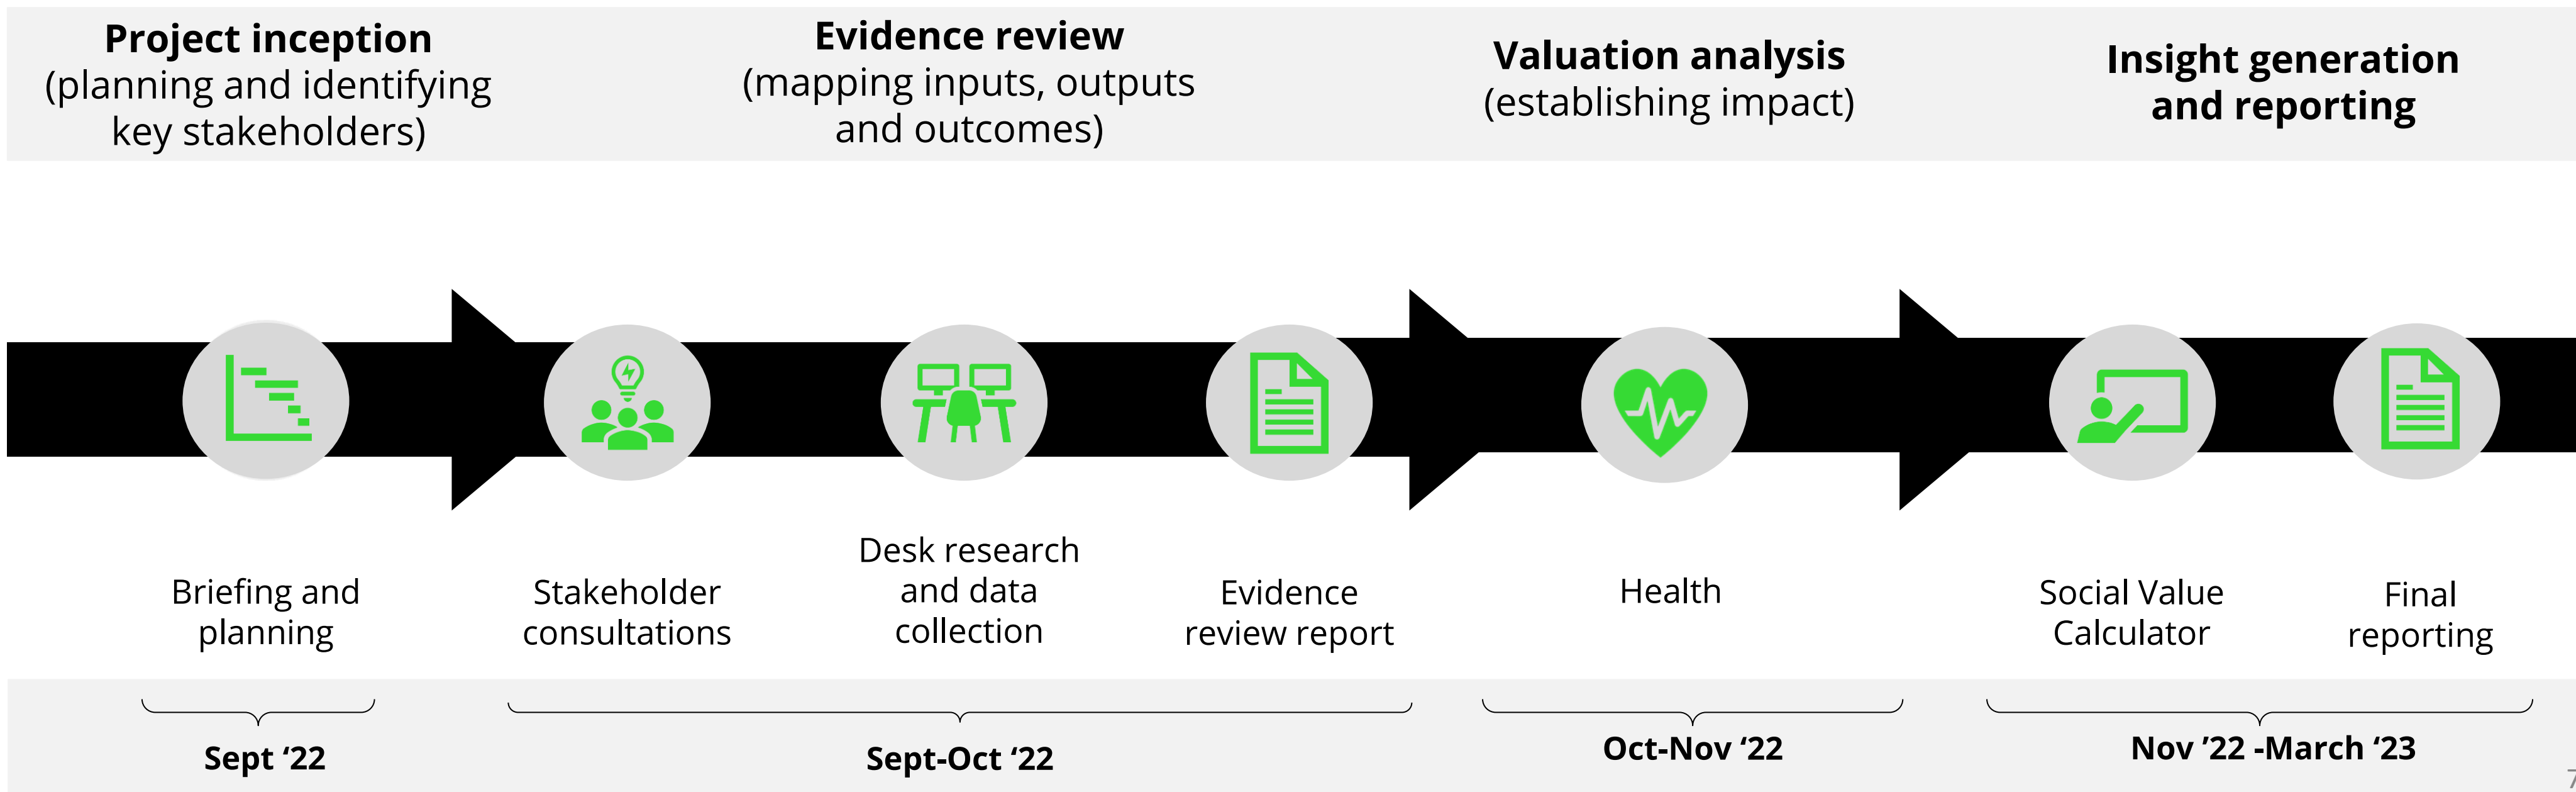 Project inception
(planning and identifying
key stakeholders)
Evidence review
(mapping inputs, outputs
and outcomes)
Valuation analysis
(establishing impact)
Insight generation
and reporting
Briefing and
planning
Stakeholder
consultations
Desk research
and data
collection
Evidence
review report
Health
Social Value
Calculator
Final
reporting
Sept ‘22
Sept-Oct ‘22
Oct-Nov ‘22
Nov ’22 -March ‘23
7